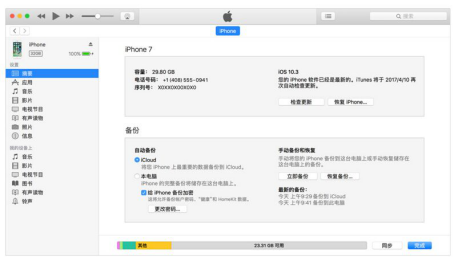 搜索
iPhone
iPhone
32GB
100%
设置
摘要
应用
音乐
影片
电视节目
有声读物
照片
信息
我的设备上
音乐
影片
电视节目
图书
有声读物
铃声
iPhone 7
容量: 29.80 GB
电话号码: +1 (408) 555-0941
序列号: X0XX0X00X0X0
iOS 10.3
您的 iPhone 软件已经是最新的。iTunes 将于 2017/4/10 再
次自动检查更新。
检查更新
恢复 iPhone...
备份
自动备份
iCloud
将您 iPhone 上最重要的数据备份到 iCloud。
本电脑
iPhone 的完整备份将储存在这台电脑上。
给 iPhone 备份加密
这将允许备份帐户密码、“健康”和 HomeKit 数据。
更改密码...
手动备份和恢复
手动将您的 iPhone 备份到这台电脑上或手动恢复储存在
这台电脑上的备份。
立即备份
恢复备份...
最新的备份:
今天 上午9:29备份到 iCloud
今天 上午9:41 备份到此电脑
其他
23.31 GB 可用
同步
完成